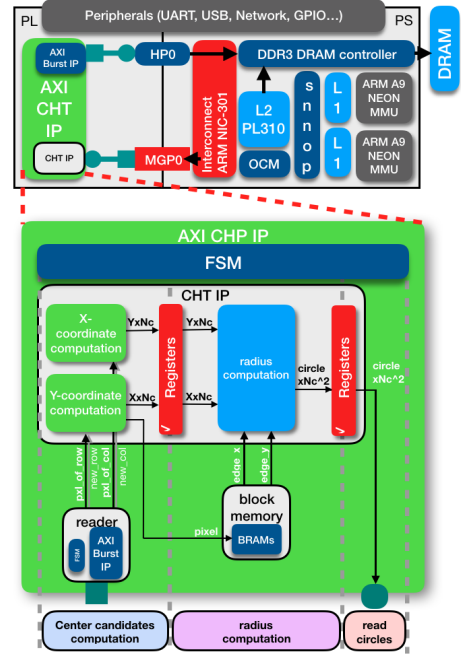 PL
Peripherals (UART, USB, Network, GPIO...)
PS
AXI
Burst IP
HP0
DDR3 DRAM controller
DRAM
AXI
CHT
IP
Interconnect
ARM NIC-301
L2
PL310
snnop
L
1
ARM A9
NEON
MMU
CHT IP
MGP0
OCM
L
1
ARM A9
NEON
MMU
AXI CHP IP
FSM
CHT IP
X-
coordinate
computation
YxNc
Registers
√
YxNc
radius
computation
circle
xNc^2
Registers
√
circle
xNc^2
Y-coordinate
computation
XxNc
XxNc
pxl_of_row
new_row
pxl_of_col
new_col
edge_x
edge_y
reader
FSM
AXI
Burst
IP
pixel
block
memory
BRAMs
Center candidates
computation
radius
computation
read
circles